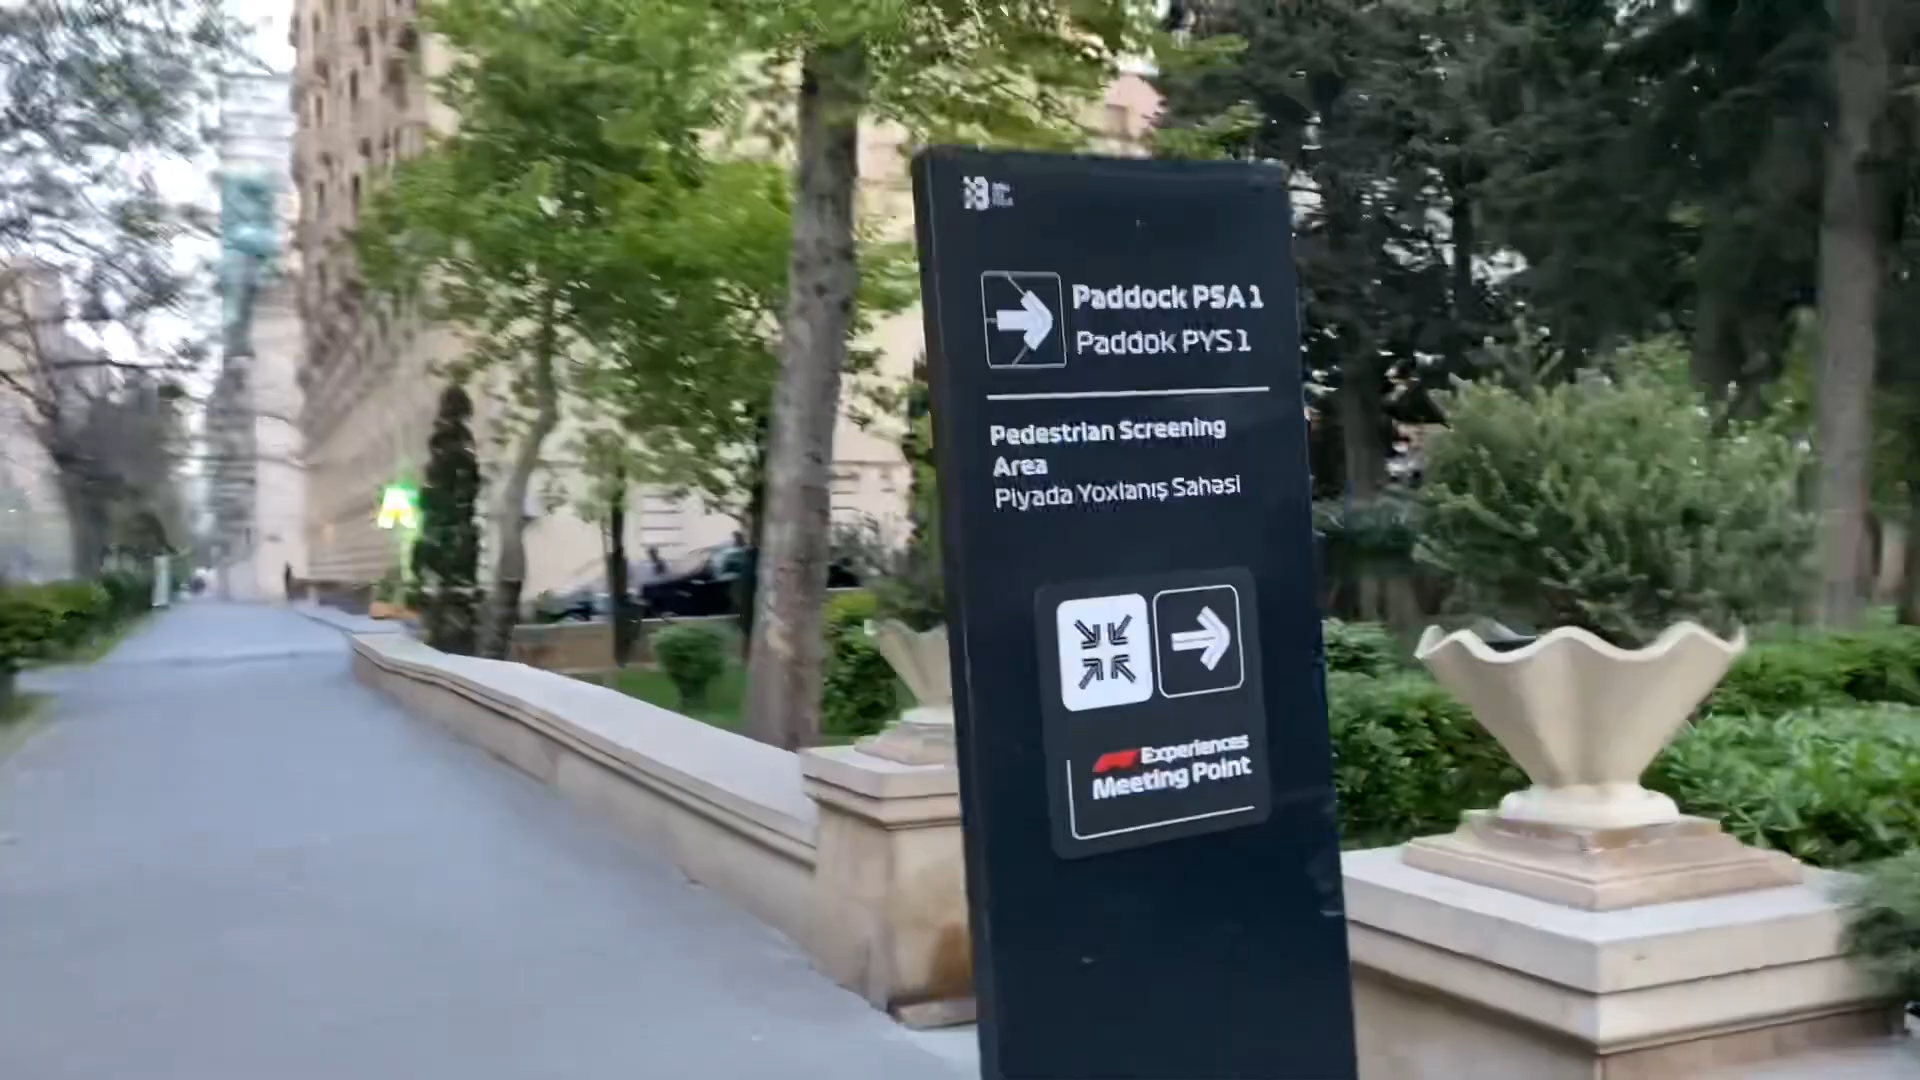 Paddock PSA 1
Paddok PYS 1
Pedestrian Screening
Area
Piyada Yoxlanış Sahəsi
Experiences
Meeting Point